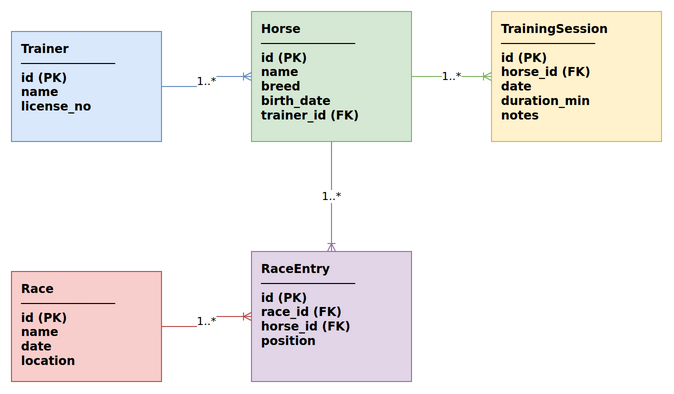 Trainer
id (PK)
name
license_no
1..*
Horse
id (PK)
name
breed
birth_date
trainer_id (FK)
1..*
TrainingSession
id (PK)
horse_id (FK)
date
duration_min
notes
1..*
Race
id (PK)
name
date
location
1..*
RaceEntry
id (PK)
race_id (FK)
horse_id (FK)
position